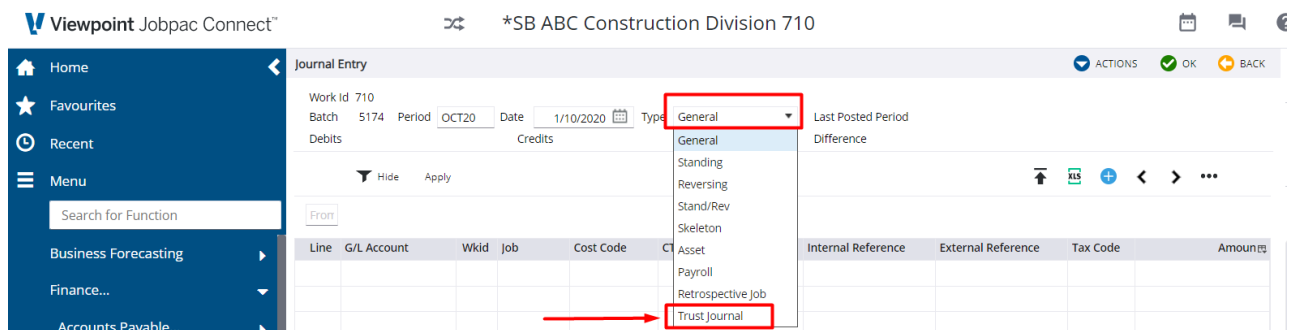 Viewpoint Jobpac Connect™
*SB ABC Construction Division 710
Home
Favourites
Recent
Menu
Search for Function
Business Forecasting
Finance...
Accounts Payable
Journal Entry
ACTIONS
OK
BACK
Work Id 710
Batch 5174 Period OCT20 Date 1/10/2020 Type General Last Posted Period
Debits Credits Difference
General
Standing
Reversing
Stand/Rev
Skeleton
Asset
Payroll
Retrospective Job
Trust Journal
Hide Apply
XLS
Line G/L Account Wkid Job Cost Code Internal Reference External Reference Tax Code